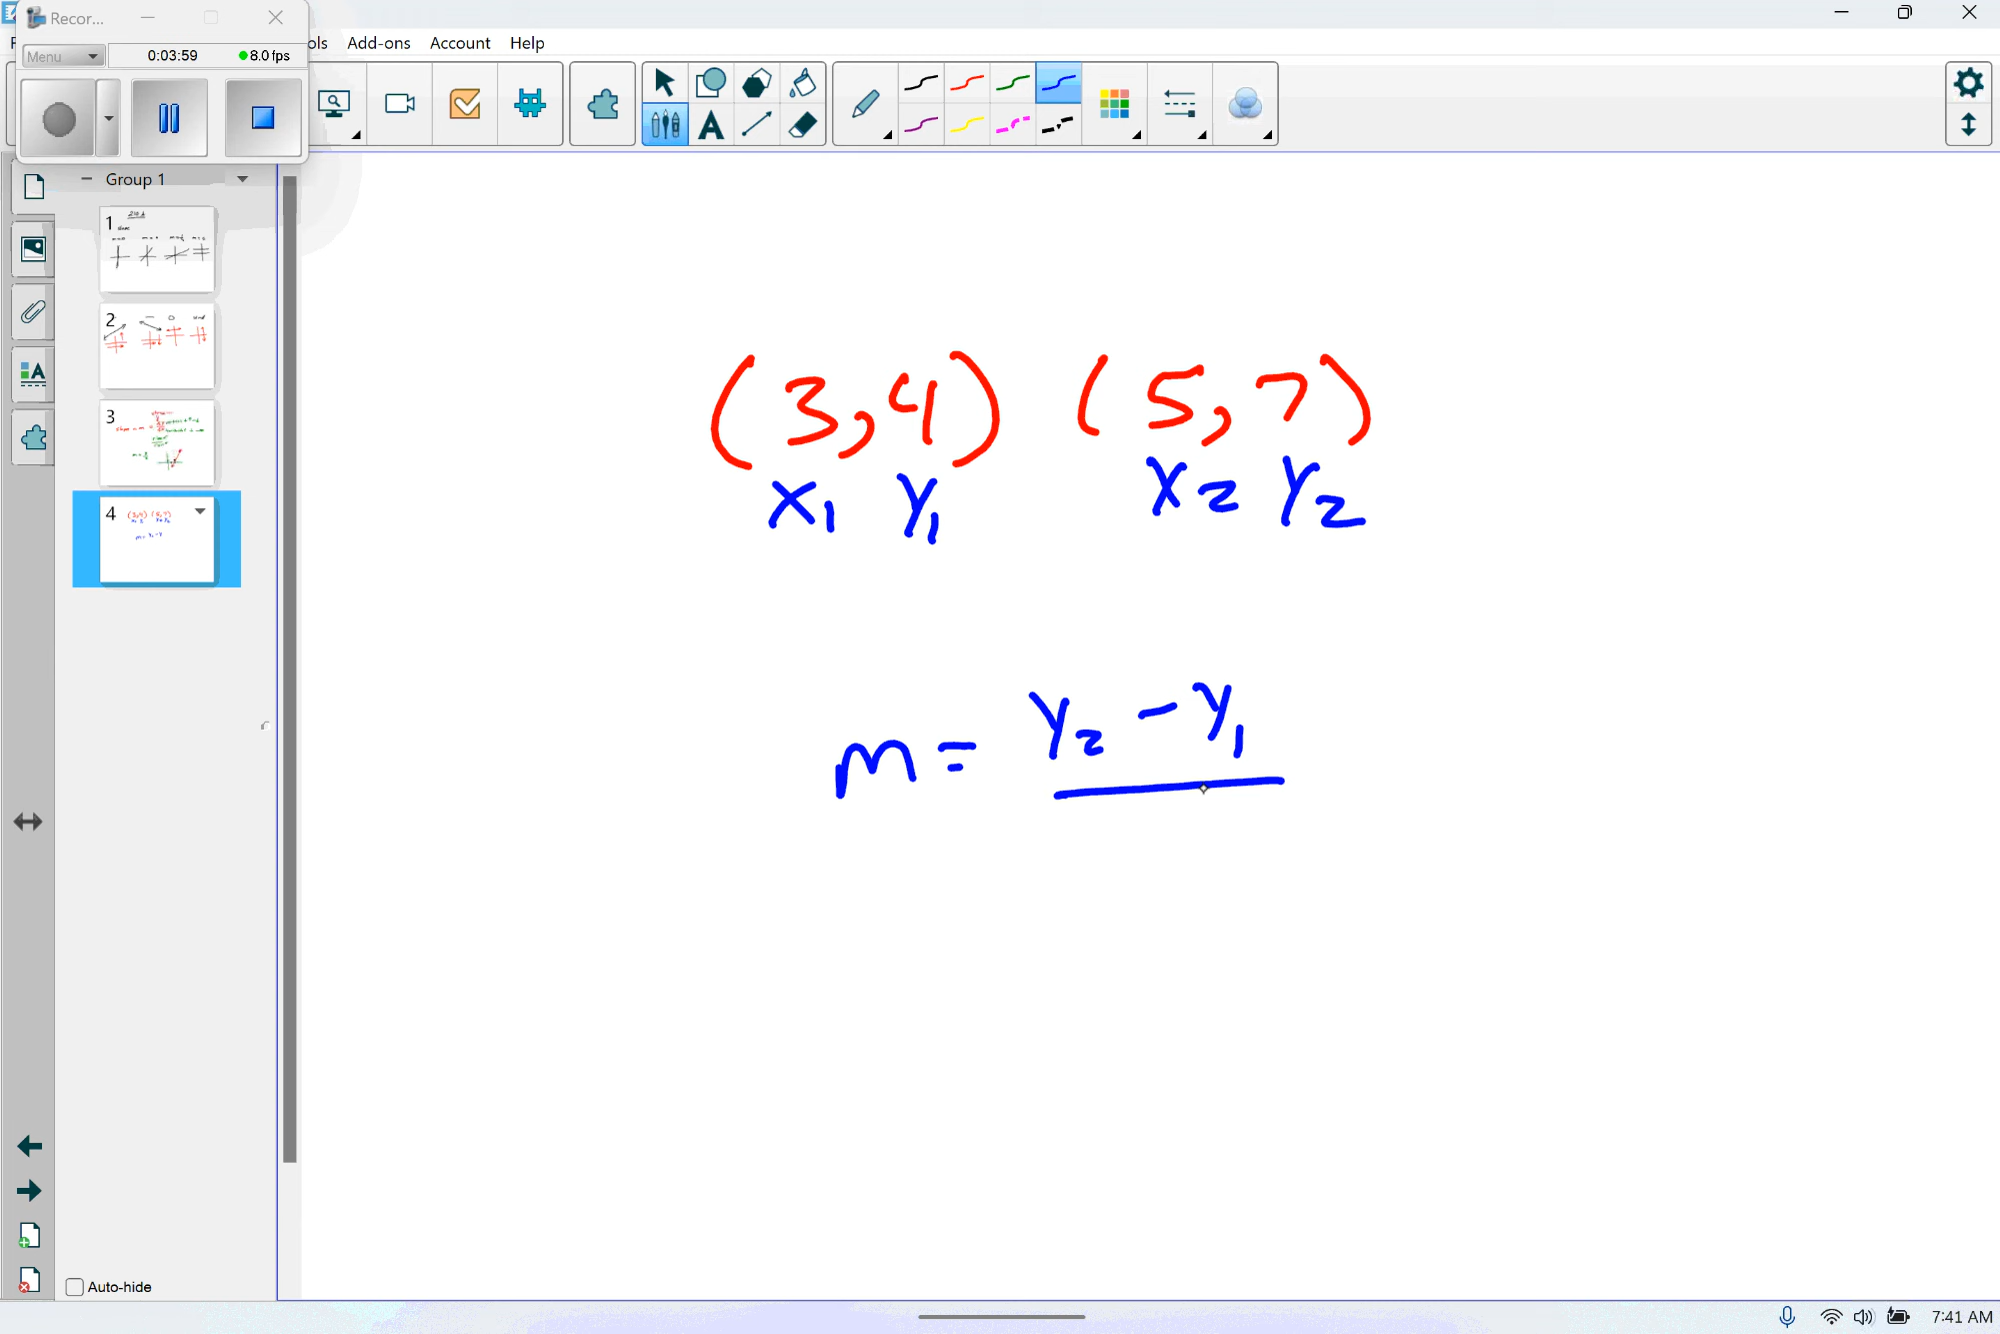 Recor...
Menu 0:03:59 8.0 fps
ols Add-ons Account Help
Group 1
1
2
3
4
(3,4) (5,7)
x₁ y₁ x₂ y₂
m = y₂ - y₁
Auto-hide
7:41 AM